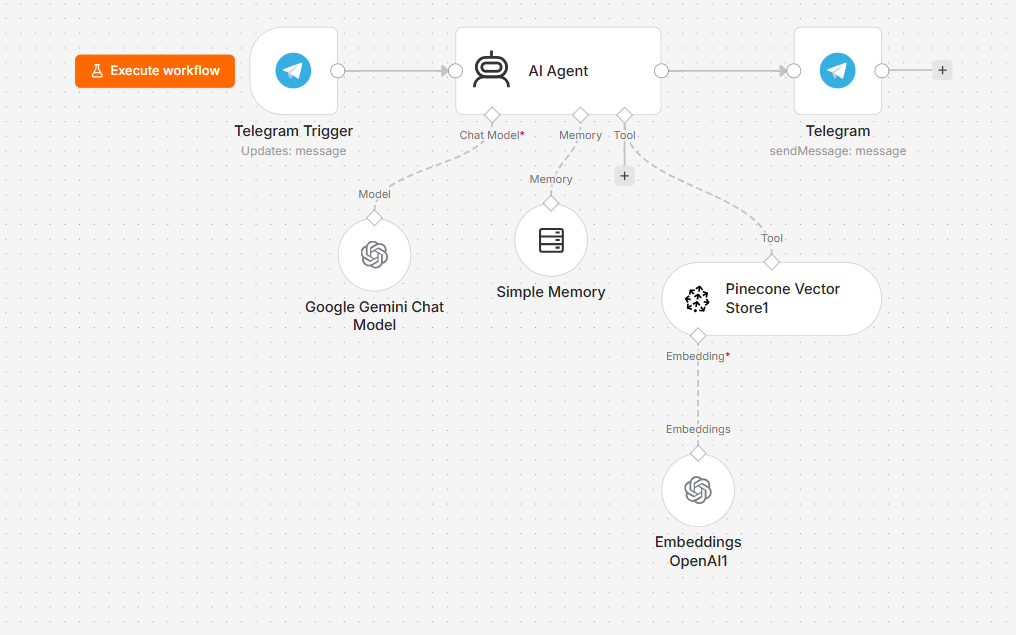 Execute workflow
AI Agent
Telegram Trigger
Updates: message
Chat Model*
Memory
Tool
Telegram
sendMessage: message
Model
Memory
Tool
Google Gemini Chat
Model
Simple Memory
Pinecone Vector
Store1
Embedding*
Embeddings
Embeddings
OpenAI1